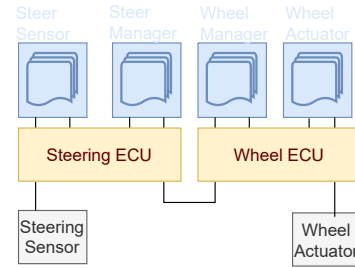 Steer
Sensor
Steer
Manager
Wheel
Manager
Wheel
Actuator
Steering ECU
Wheel ECU
Steering
Sensor
Wheel
Actuator